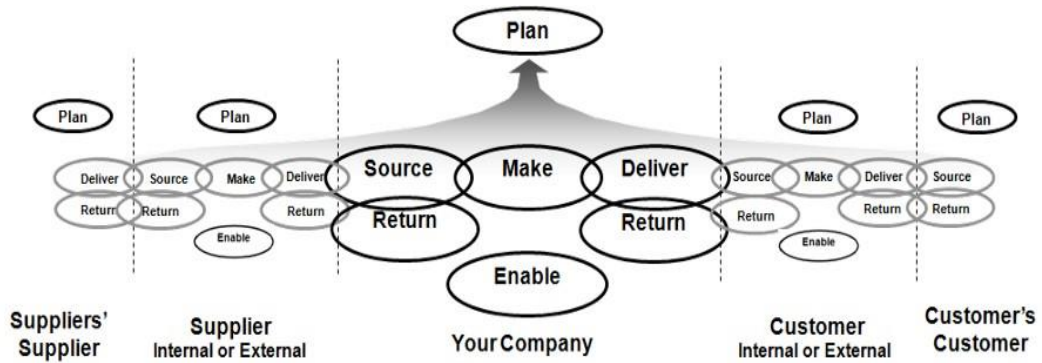 Plan
Plan
Plan
Plan
Plan
Deliver
Source
Make
Deliver
Source
Make
Deliver
Source
Make
Deliver
Source
Return
Return
Return
Return
Return
Return
Return
Return
Enable
Enable
Enable
Suppliers'
Supplier
Supplier
Internal or External
Your Company
Customer
Internal or External
Customer's
Customer